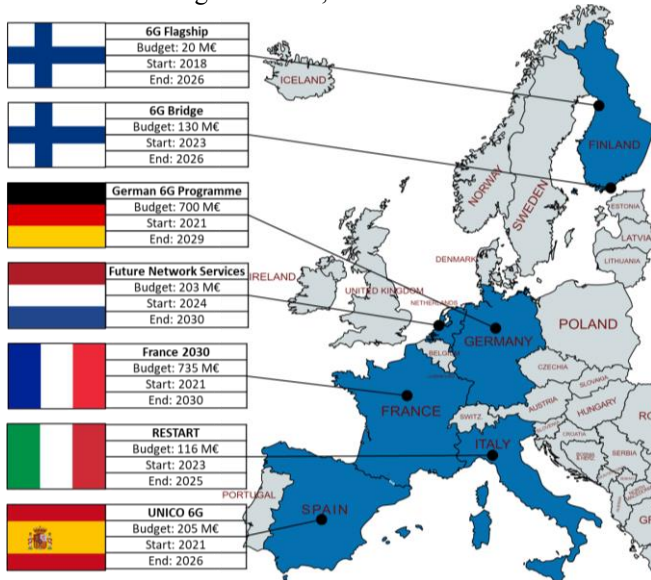 6G Flagship
Budget: 20 M€
Start: 2018
End: 2026
6G Bridge
Budget: 130 M€
Start: 2023
End: 2026
German 6G Programme
Budget: 700 M€
Start: 2021
End: 2029
Future Network Services
Budget: 203 M€
Start: 2024
End: 2030
France 2030
Budget: 735 M€
Start: 2021
End: 2030
RESTART
Budget: 116 M€
Start: 2023
End: 2025
UNICO 6G
Budget: 205 M€
Start: 2021
End: 2026
ICELAND
FINLAND
NORWAY
SWEDEN
ESTONIA
LATVIA
LITHUANIA
DENMARK
IRELAND
UNITED KINGDOM
NETHERLANDS
POLAND
GERMANY
BELGIUM
CZECHIA
SLOVAKIA
FRANCE
SWITZ.
AUSTRIA
HUNGARY
RO
CROATIA
SERBIA
ITALY
PORTUGAL
SPAIN